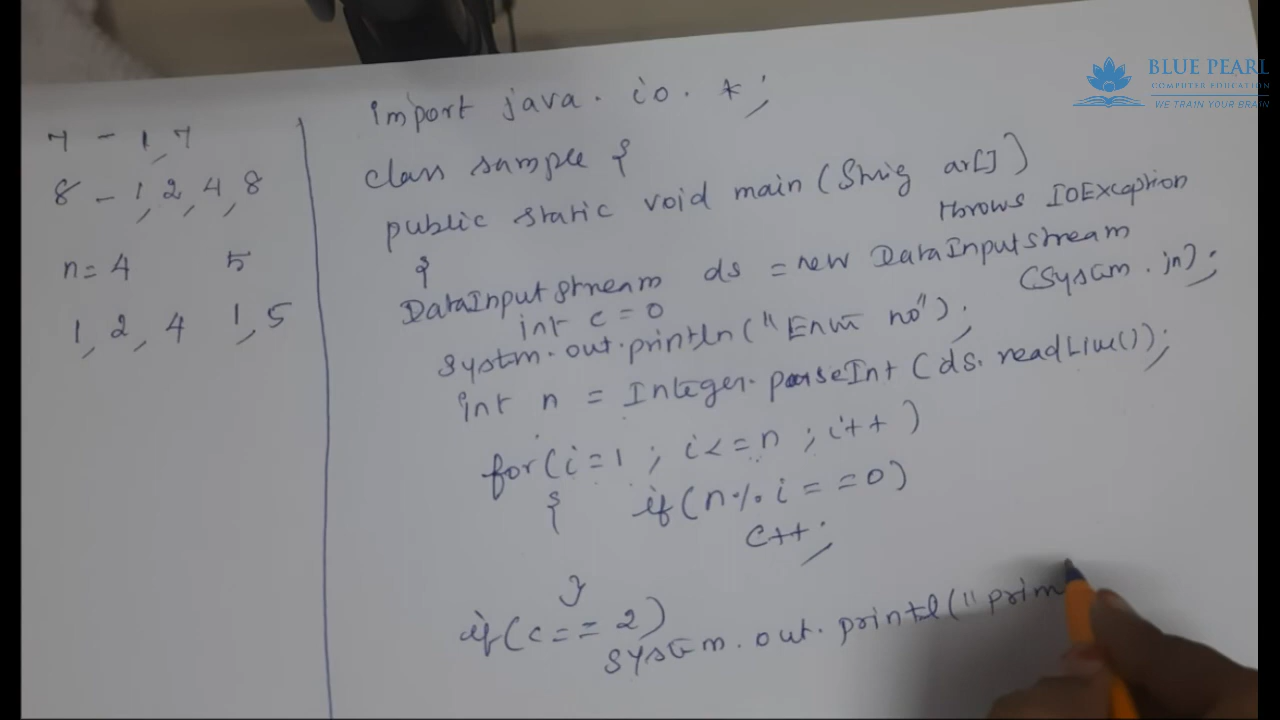 BLUE PEARL
COMPUTER EDUCATION
WE TRAIN YOUR BRAIN
7 - 1, 7
8 - 1, 2, 4, 8
n = 4 5
1, 2, 4 1, 5
import java.io.*;
class sample {
public static void main (String ar[])
throws IOException
{
DataInputStream ds = new DataInputStream
(System.in);
int c = 0
System.out.println("Enter no");
int n = Integer.parseInt(ds.readLine());
for(i=1 ; i<=n ; i++)
{ if(n%i==0)
c++;
}
if(c==2)
System.out.printl("prim